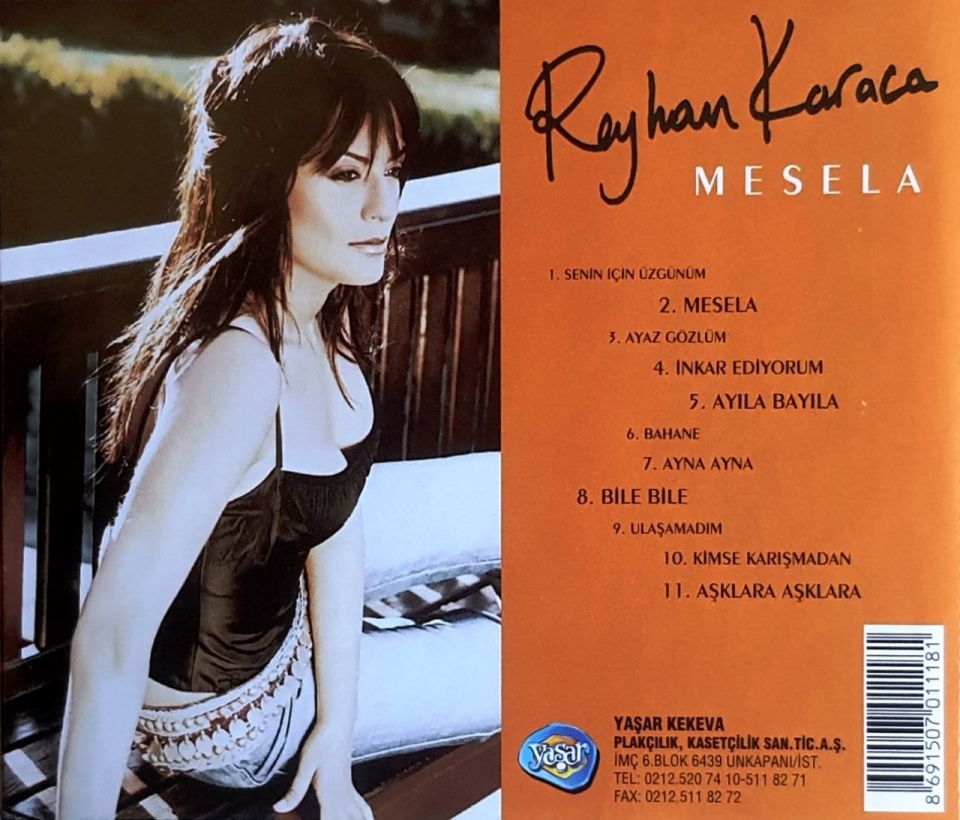 Reyhan Karaca
MESELA
1. SENİN İÇİN ÜZGÜNÜM
2. MESELA
3. AYAZ GÖZLÜM
4. İNKAR EDİYORUM
5. AYILA BAYILA
6. BAHANE
7. AYNA AYNA
8. BİLE BİLE
9. ULAŞAMADIM
10. KİMSE KARIŞMADAN
11. AŞKLARA AŞKLARA
yaşar
YAŞAR KEKEVA
PLAKÇILIK, KASETÇİLİK SAN.TİC.A.Ş.
İMÇ 6.BLOK 6439 UNKAPANI/İST.
TEL: 0212.520 74 10-511 82 71
FAX: 0212.511 82 72
8 691507 011181